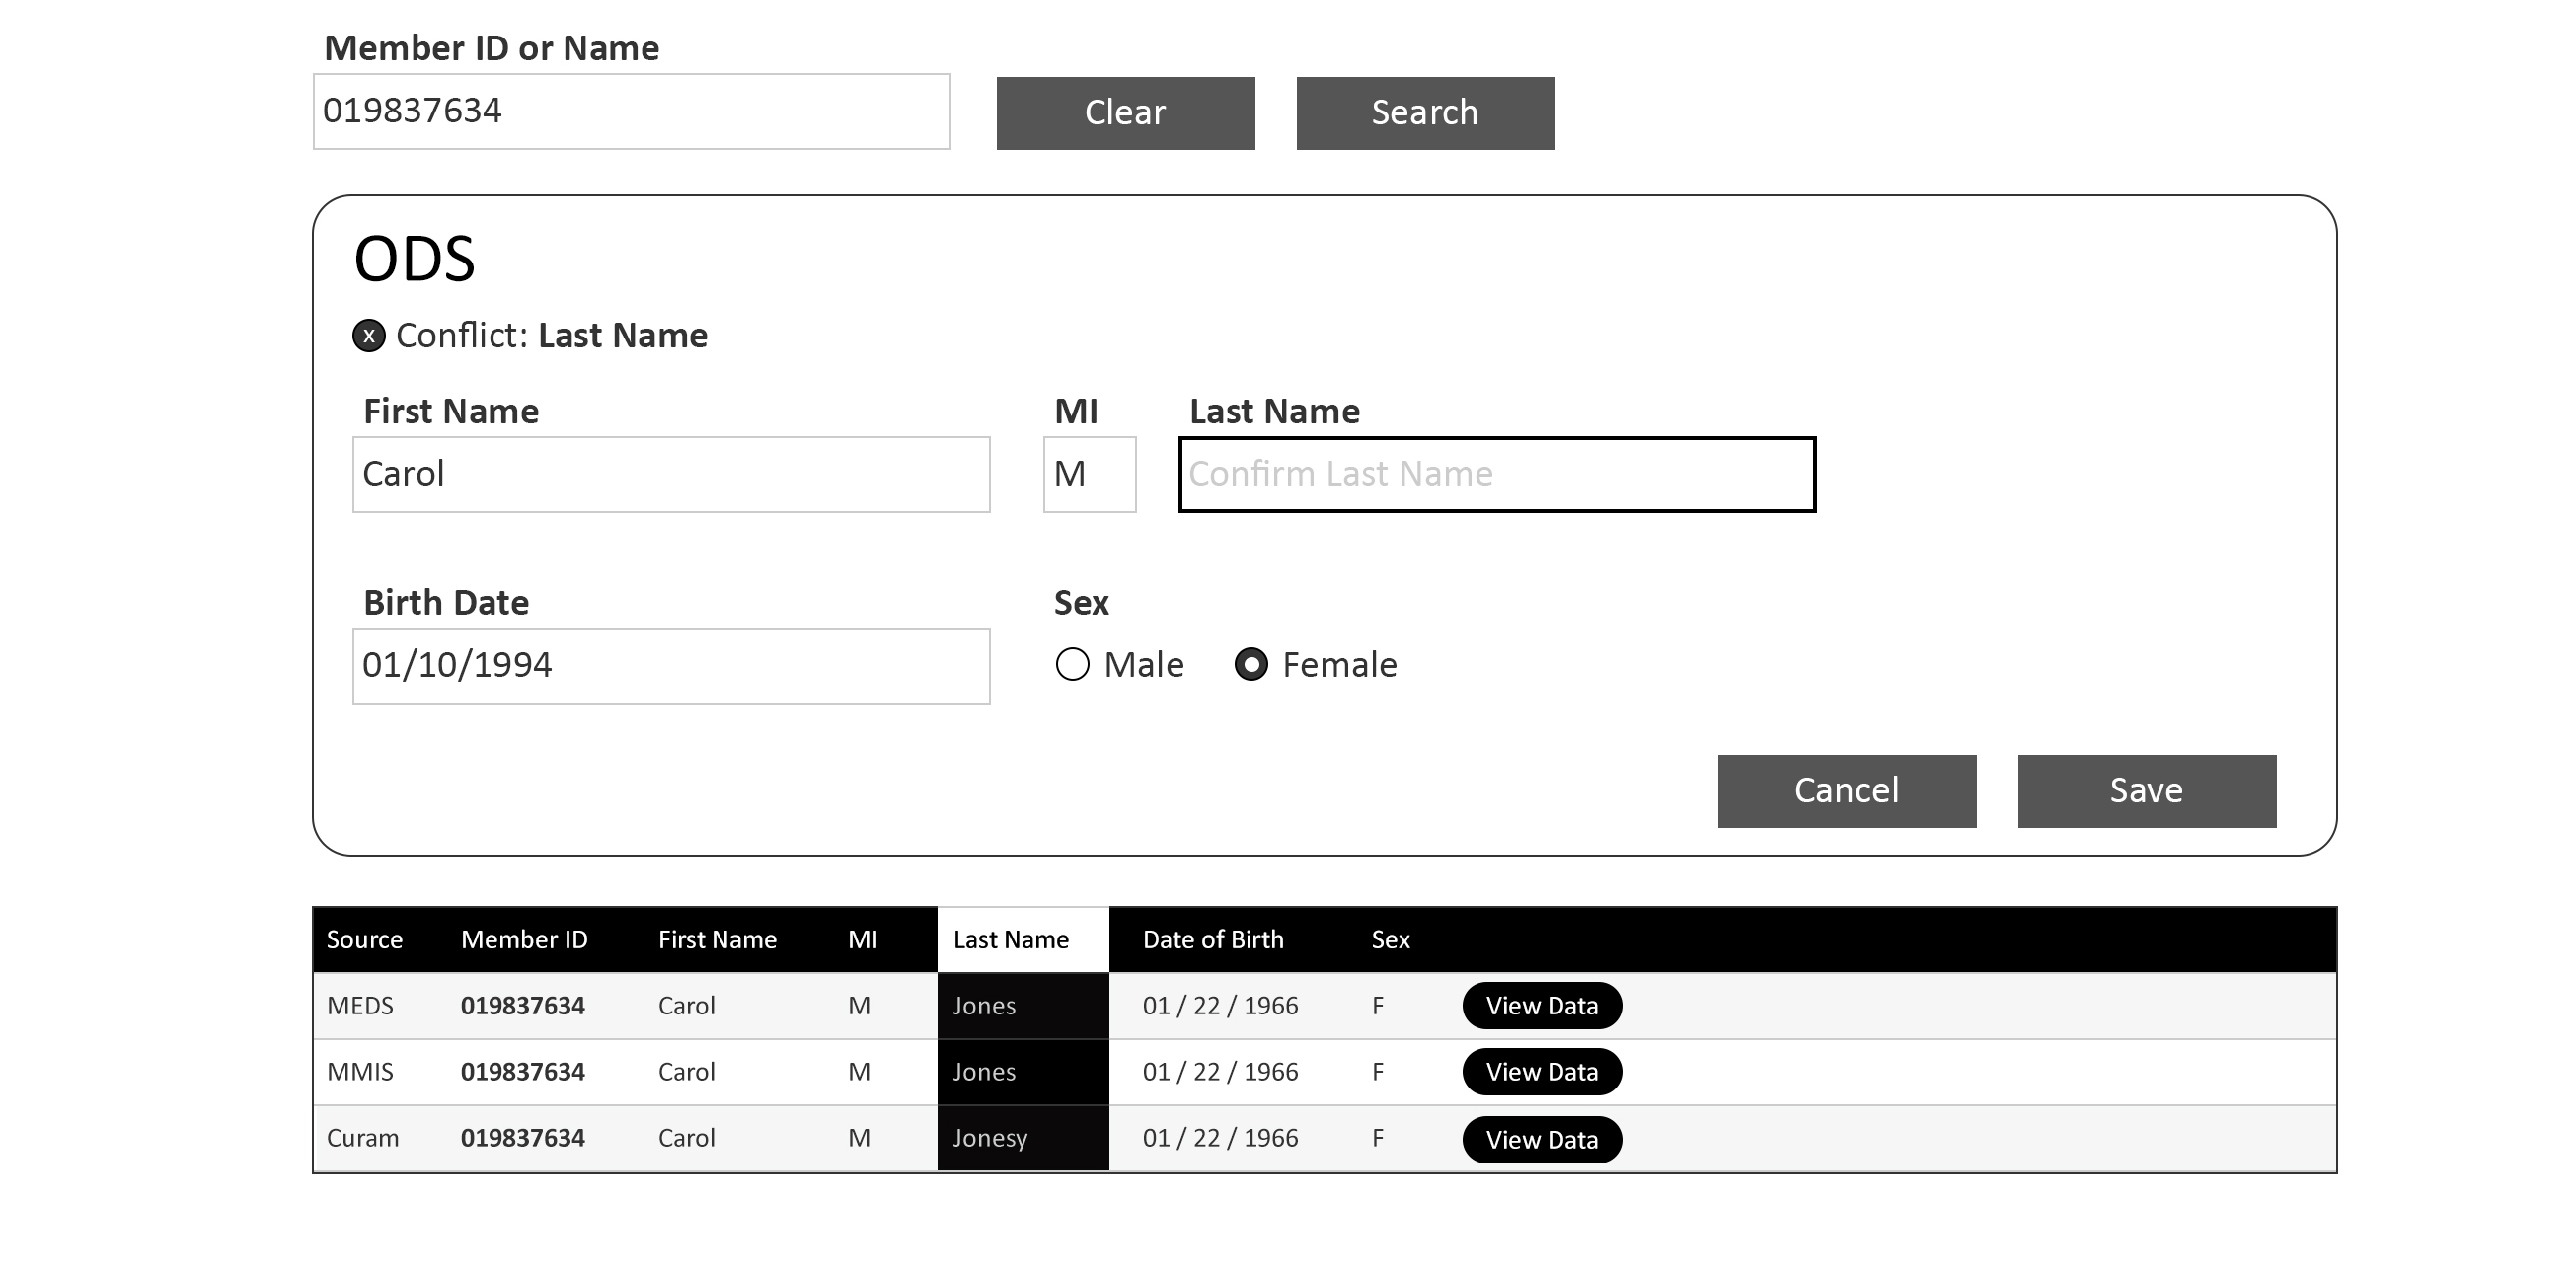 Member ID or Name
019837634
Clear
Search
ODS
x Conflict: Last Name
First Name MI Last Name
Carol M Confirm Last Name
Birth Date Sex
01/10/1994 Male Female
Cancel Save
Source Member ID First Name MI Last Name Date of Birth Sex
MEDS 019837634 Carol M Jones 01 / 22 / 1966 F View Data
MMIS 019837634 Carol M Jones 01 / 22 / 1966 F View Data
Curam 019837634 Carol M Jonesy 01 / 22 / 1966 F View Data